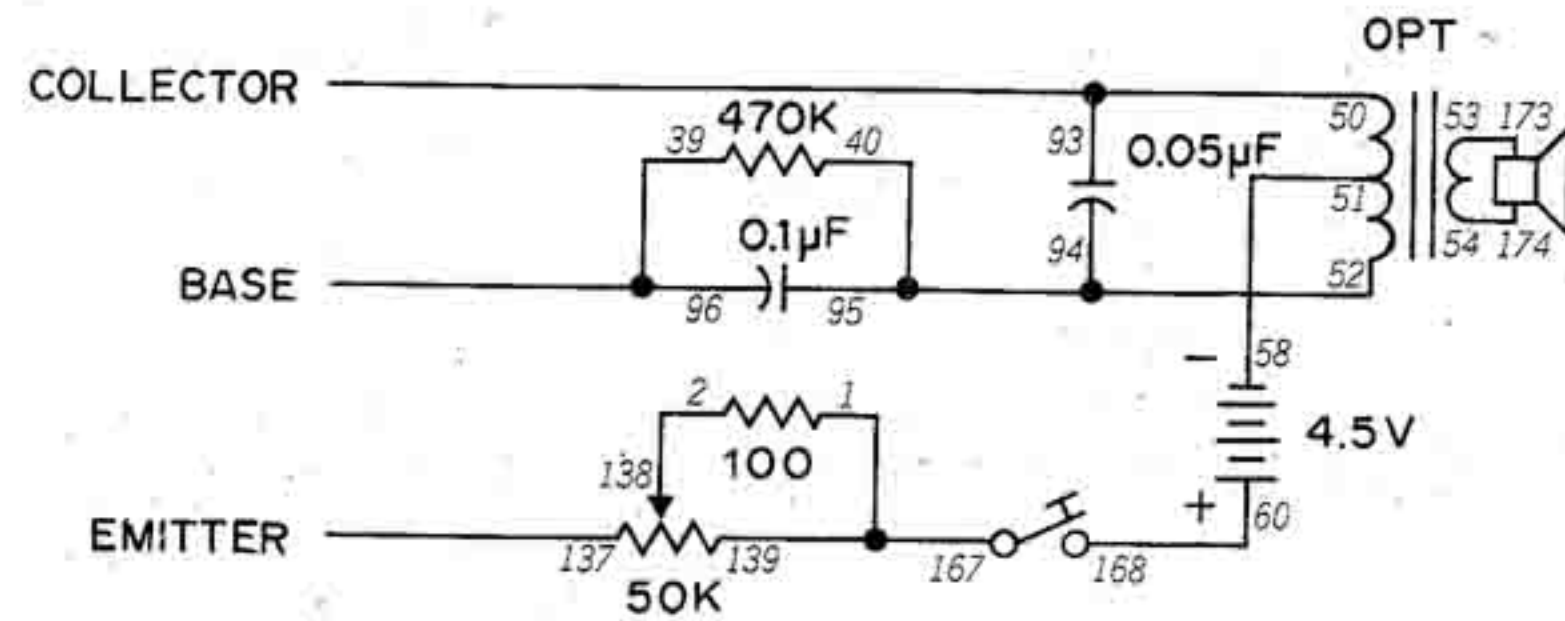 OPT
COLLECTOR
470K
39 40
93
0.05µF
50
53 173
51
0.1µF
94
54 174
BASE
52
96 95
− 58
2 1
4.5V
138
100
+ 60
EMITTER
137 139
167 168
50K